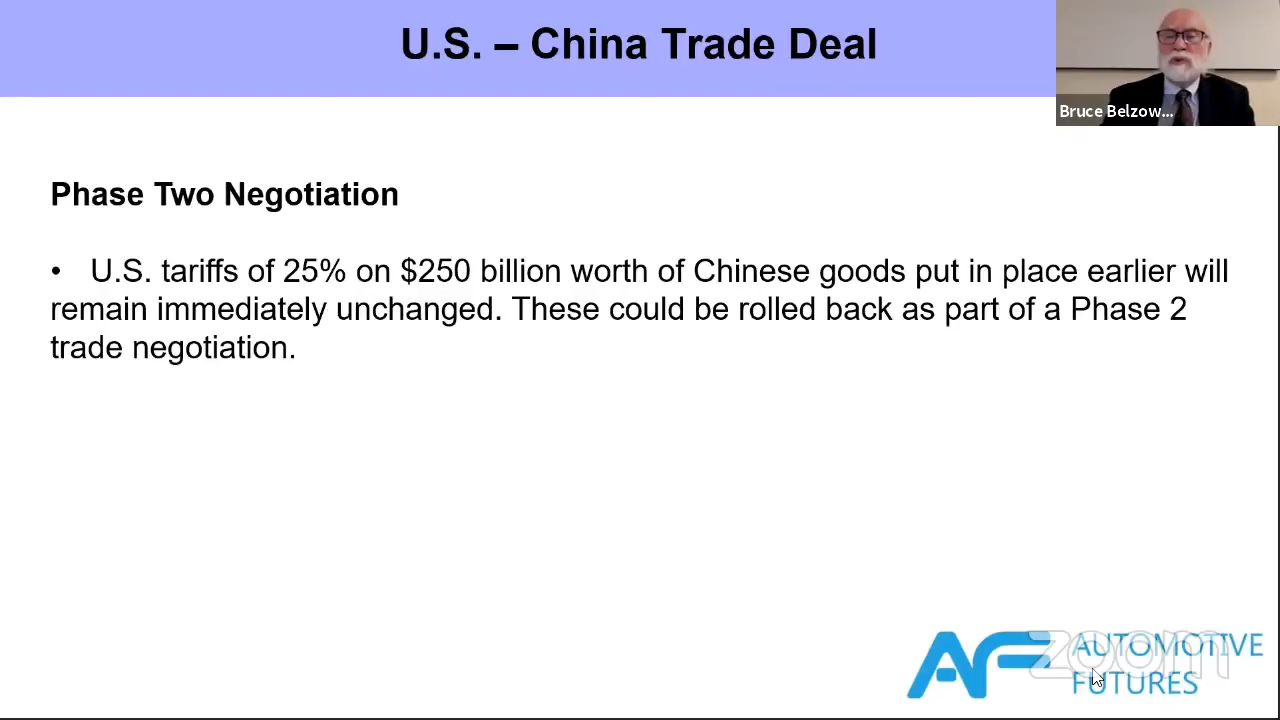 U.S. – China Trade Deal
Bruce Belzow...
Phase Two Negotiation
• U.S. tariffs of 25% on $250 billion worth of Chinese goods put in place earlier will
remain immediately unchanged. These could be rolled back as part of a Phase 2
trade negotiation.
AF AUTOMOTIVE
FUTURES
zoom